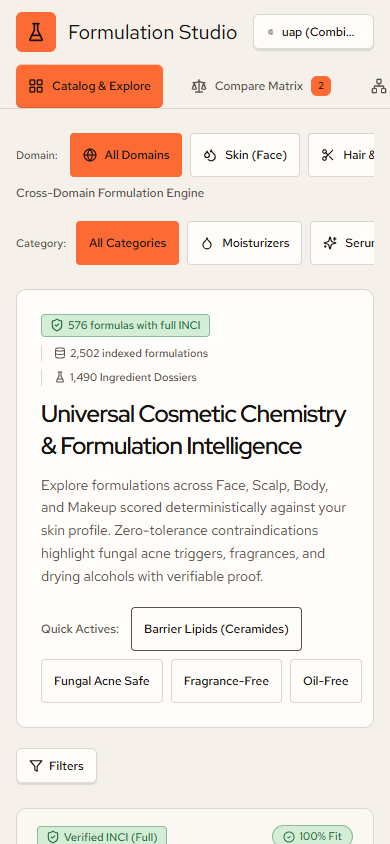 Formulation Studio
uap (Combi...
Catalog & Explore
Compare Matrix 2
Domain: All Domains Skin (Face) Hair &
Cross-Domain Formulation Engine
Category: All Categories Moisturizers Serur
576 formulas with full INCI
2,502 indexed formulations
1,490 Ingredient Dossiers
Universal Cosmetic Chemistry
& Formulation Intelligence
Explore formulations across Face, Scalp, Body,
and Makeup scored deterministically against your
skin profile. Zero-tolerance contraindications
highlight fungal acne triggers, fragrances, and
drying alcohols with verifiable proof.
Quick Actives: Barrier Lipids (Ceramides)
Fungal Acne Safe Fragrance-Free Oil-Free
Filters
Verified INCI (Full) 100% Fit